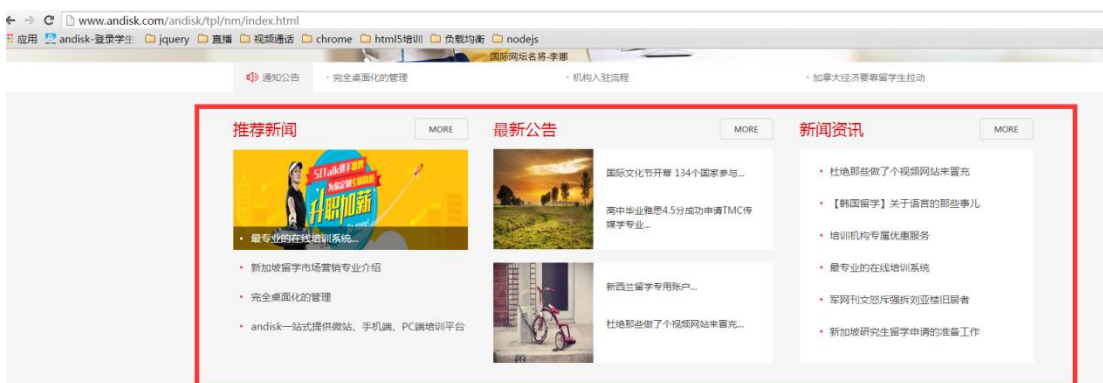 www.andisk.com/andisk/tpl/nm/index.html
应用 andisk-登录学生 jquery 直播 视频通话 chrome html5培训 负载均衡 nodejs
国际网坛名将-李娜
通知公告 · 完全桌面化的管理 · 机构入驻流程 · 加拿大经济要靠留学生拉动
推荐新闻 MORE
51Talk携手李娜
升职加薪
· 最专业的在线培训系统...
· 新加坡留学市场营销专业介绍
· 完全桌面化的管理
· andisk一站式提供微站、手机端、PC端培训平台
最新公告 MORE
国际文化节开幕 134个国家参与...
高中毕业雅思4.5分成功申请TMC传
媒学专业...
新西兰留学专用账户...
杜绝那些做了个视频网站来冒充...
新闻资讯 MORE
· 杜绝那些做了个视频网站来冒充
· 【韩国留学】关于语言的那些事儿
· 培训机构专属优惠服务
· 最专业的在线培训系统
· 军网刊文怒斥强拆刘亚楼旧居者
· 新加坡研究生留学申请的准备工作